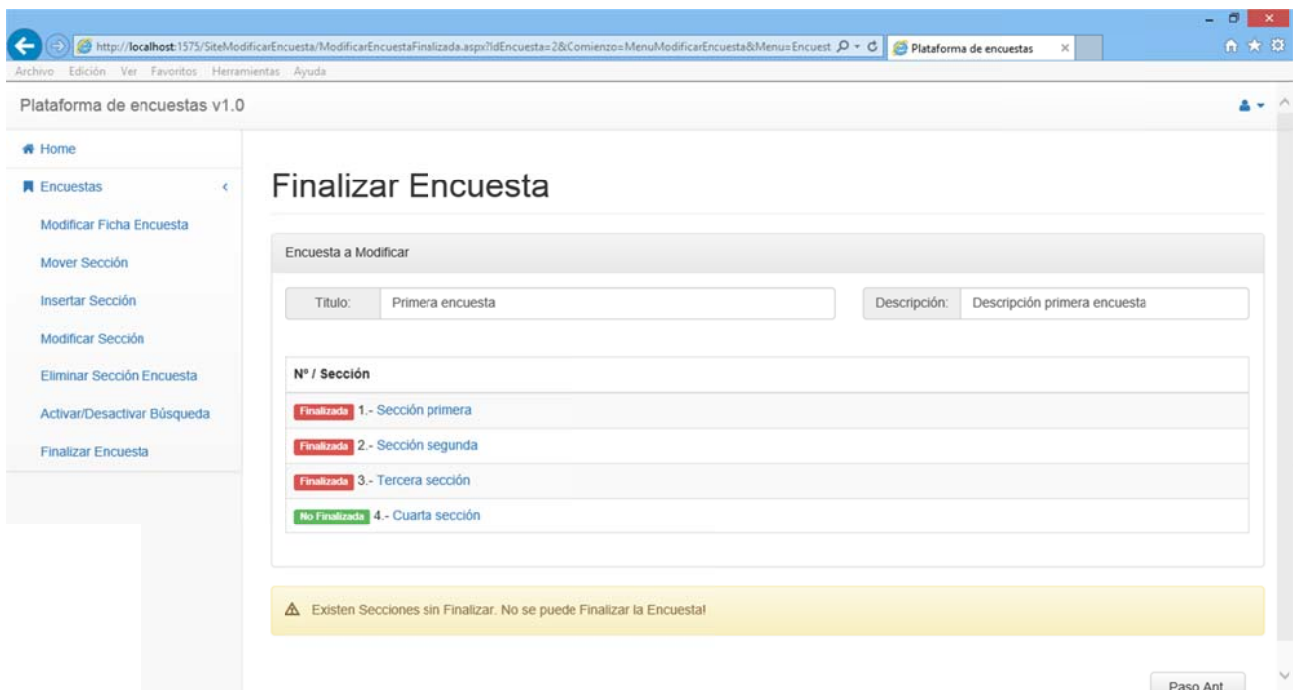 http://localhost:1575/SiteModificarEncuesta/ModificarEncuestaFinalizada.aspx?IdEncuesta=2&Comienzo=MenuModificarEncuesta&Menu=Encuest
Plataforma de encuestas
Archivo Edición Ver Favoritos Herramientas Ayuda
Plataforma de encuestas v1.0
Home
Encuestas
Modificar Ficha Encuesta
Mover Sección
Insertar Sección
Modificar Sección
Eliminar Sección Encuesta
Activar/Desactivar Búsqueda
Finalizar Encuesta
Finalizar Encuesta
Encuesta a Modificar
Titulo: Primera encuesta
Descripción: Descripción primera encuesta
Nº / Sección
Finalizada 1.- Sección primera
Finalizada 2.- Sección segunda
Finalizada 3.- Tercera sección
No Finalizada 4.- Cuarta sección
Existen Secciones sin Finalizar. No se puede Finalizar la Encuesta!
Paso Ant.